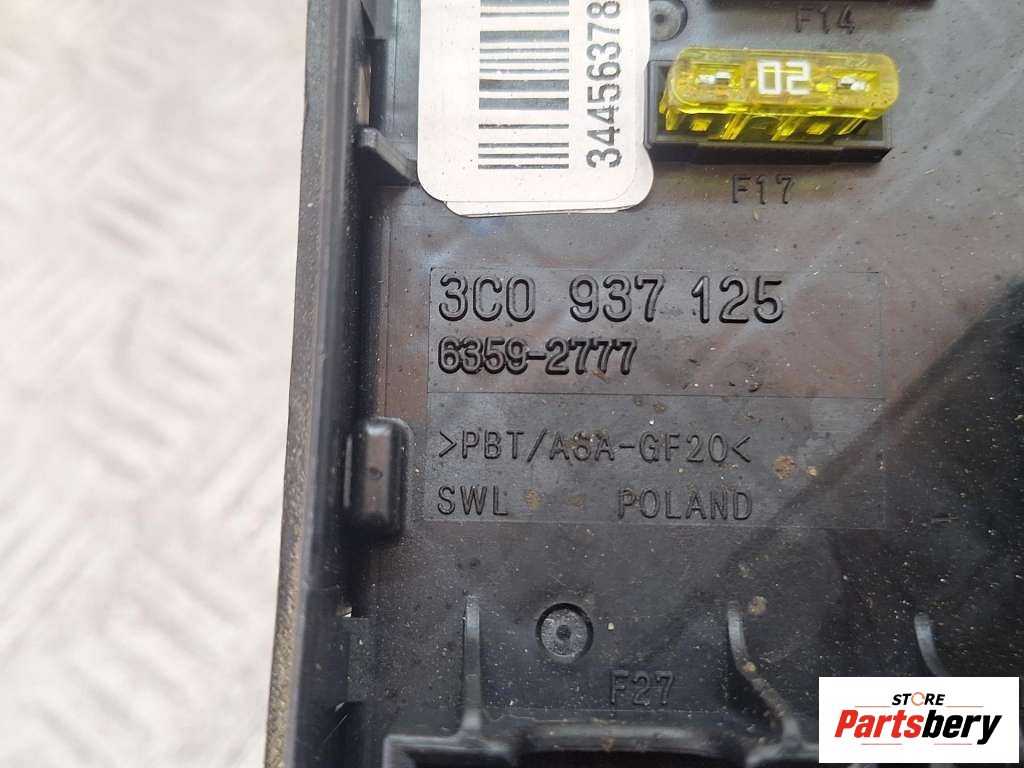 F14
34456378
20
F17
3C0 937 125
6359-2777
>PBT/ASA-GF20<
SWL POLAND
F27
STORE
Partsbery